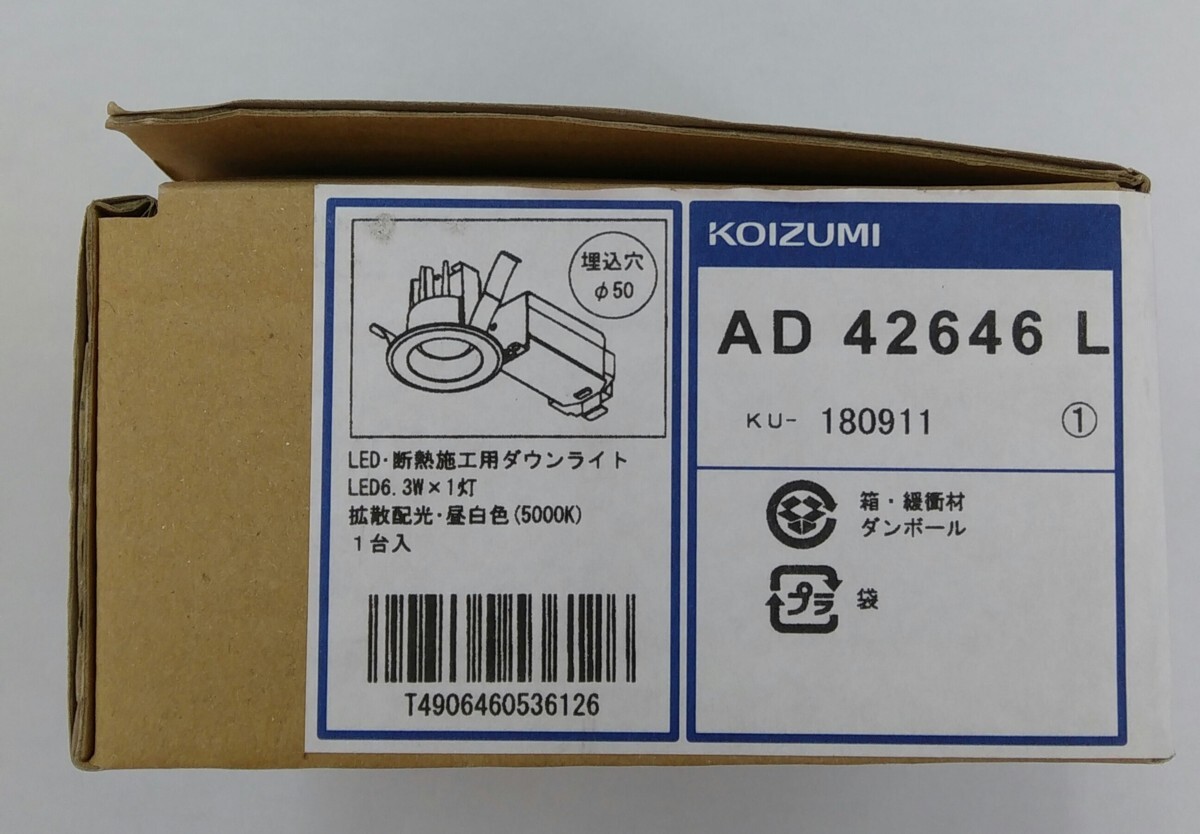 埋込穴
φ50
LED・断熱施工用ダウンライト
LED6.3W×1灯
拡散配光・昼白色(5000K)
1台入
T4906460536126
KOIZUMI
AD 42646 L
KU- 180911 ①
箱・緩衝材
ダンボール
プラ 袋